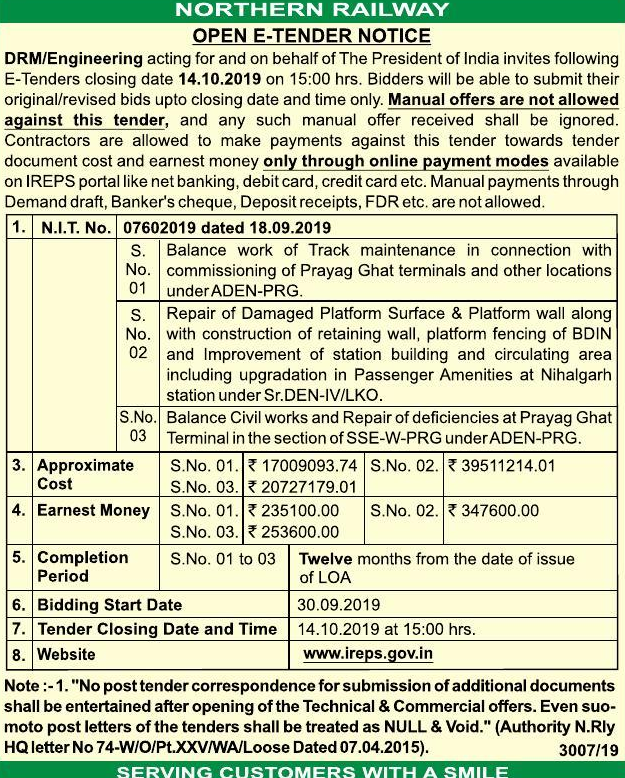 NORTHERN RAILWAY
OPEN E-TENDER NOTICE
DRM/Engineering acting for and on behalf of The President of India invites following
E-Tenders closing date 14.10.2019 on 15:00 hrs. Bidders will be able to submit their
original/revised bids upto closing date and time only. Manual offers are not allowed
against this tender, and any such manual offer received shall be ignored.
Contractors are allowed to make payments against this tender towards tender
document cost and earnest money only through online payment modes available
on IREPS portal like net banking, debit card, credit card etc. Manual payments through
Demand draft, Banker's cheque, Deposit receipts, FDR etc. are not allowed.
1. N.I.T. No. 07602019 dated 18.09.2019
S. No. 01 Balance work of Track maintenance in connection with
commissioning of Prayag Ghat terminals and other locations
under ADEN-PRG.
S. No. 02 Repair of Damaged Platform Surface & Platform wall along
with construction of retaining wall, platform fencing of BDIN
and Improvement of station building and circulating area
including upgradation in Passenger Amenities at Nihalgarh
station under Sr.DEN-IV/LKO.
S.No. 03 Balance Civil works and Repair of deficiencies at Prayag Ghat
Terminal in the section of SSE-W-PRG under ADEN-PRG.
3. Approximate Cost S.No. 01. ₹ 17009093.74 S.No. 02. ₹ 39511214.01
S.No. 03. ₹ 20727179.01
4. Earnest Money S.No. 01. ₹ 235100.00 S.No. 02. ₹ 347600.00
S.No. 03. ₹ 253600.00
5. Completion Period S.No. 01 to 03 Twelve months from the date of issue
of LOA
6. Bidding Start Date 30.09.2019
7. Tender Closing Date and Time 14.10.2019 at 15:00 hrs.
8. Website www.ireps.gov.in
Note :- 1. "No post tender correspondence for submission of additional documents
shall be entertained after opening of the Technical & Commercial offers. Even suo-
moto post letters of the tenders shall be treated as NULL & Void." (Authority N.Rly
HQ letter No 74-W/O/Pt.XXV/WA/Loose Dated 07.04.2015). 3007/19
SERVING CUSTOMERS WITH A SMILE